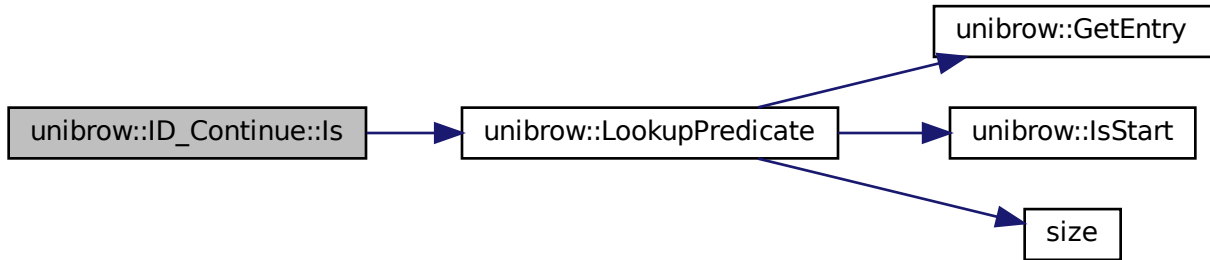 unibrow::GetEntry
unibrow::ID_Continue::Is
unibrow::LookupPredicate
unibrow::IsStart
size